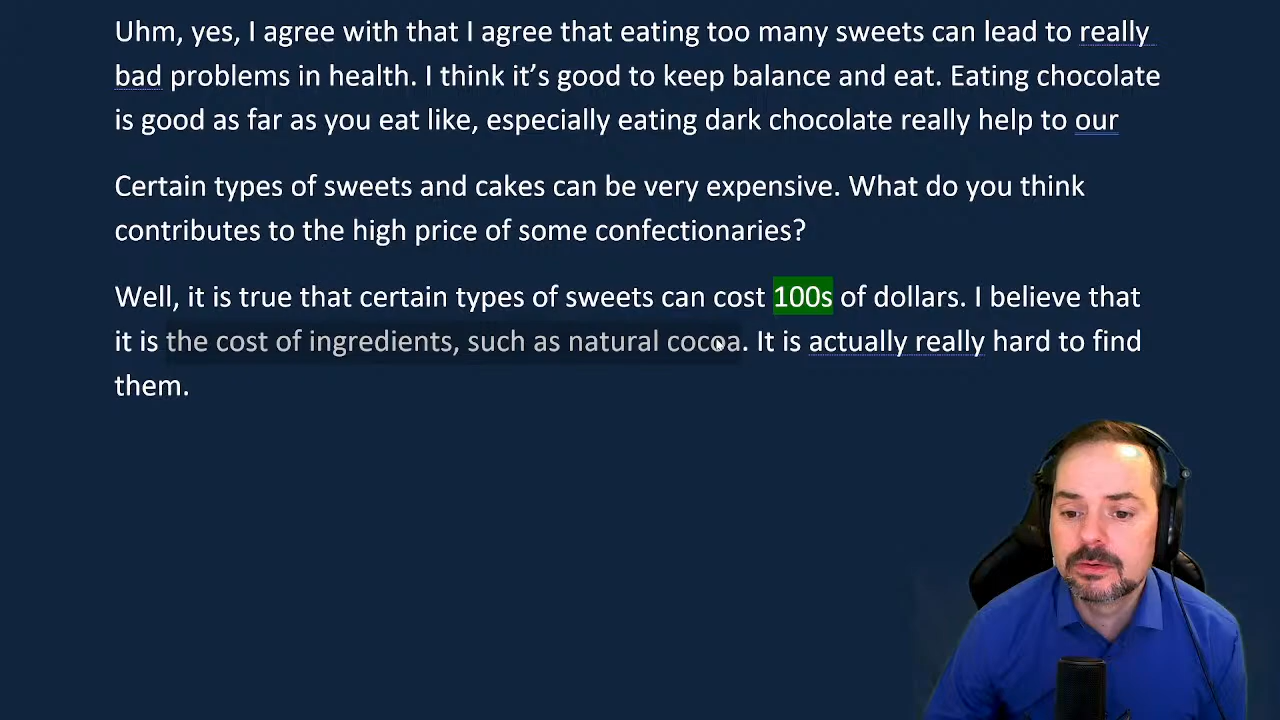 Uhm, yes, I agree with that I agree that eating too many sweets can lead to really
bad problems in health. I think it’s good to keep balance and eat. Eating chocolate
is good as far as you eat like, especially eating dark chocolate really help to our
Certain types of sweets and cakes can be very expensive. What do you think
contributes to the high price of some confectionaries?
Well, it is true that certain types of sweets can cost 100s of dollars. I believe that
it is the cost of ingredients, such as natural cocoa. It is actually really hard to find
them.